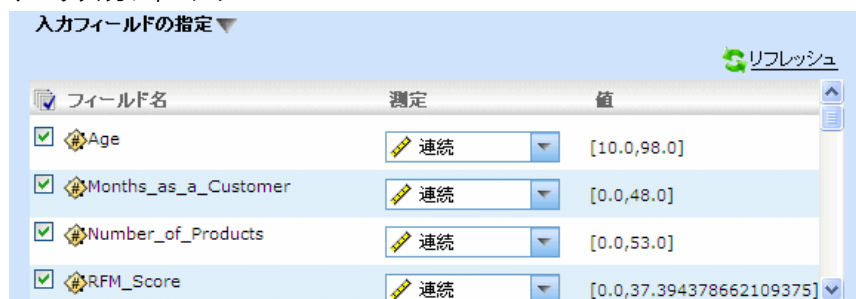 入力フィールドの指定
リフレッシュ
フィールド名 測定 値
Age 連続 [10.0,98.0]
Months_as_a_Customer 連続 [0.0,48.0]
Number_of_Products 連続 [0.0,53.0]
RFM_Score 連続 [0.0,37.394378662109375]